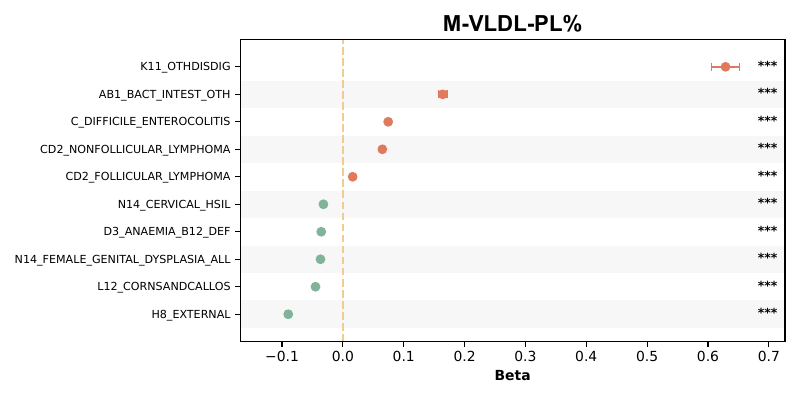 M-VLDL-PL%
K11_OTHDISDIG ***
AB1_BACT_INTEST_OTH ***
C_DIFFICILE_ENTEROCOLITIS ***
CD2_NONFOLLICULAR_LYMPHOMA ***
CD2_FOLLICULAR_LYMPHOMA ***
N14_CERVICAL_HSIL ***
D3_ANAEMIA_B12_DEF ***
N14_FEMALE_GENITAL_DYSPLASIA_ALL ***
L12_CORNSANDCALLOS ***
H8_EXTERNAL ***
−0.1 0.0 0.1 0.2 0.3 0.4 0.5 0.6 0.7
Beta